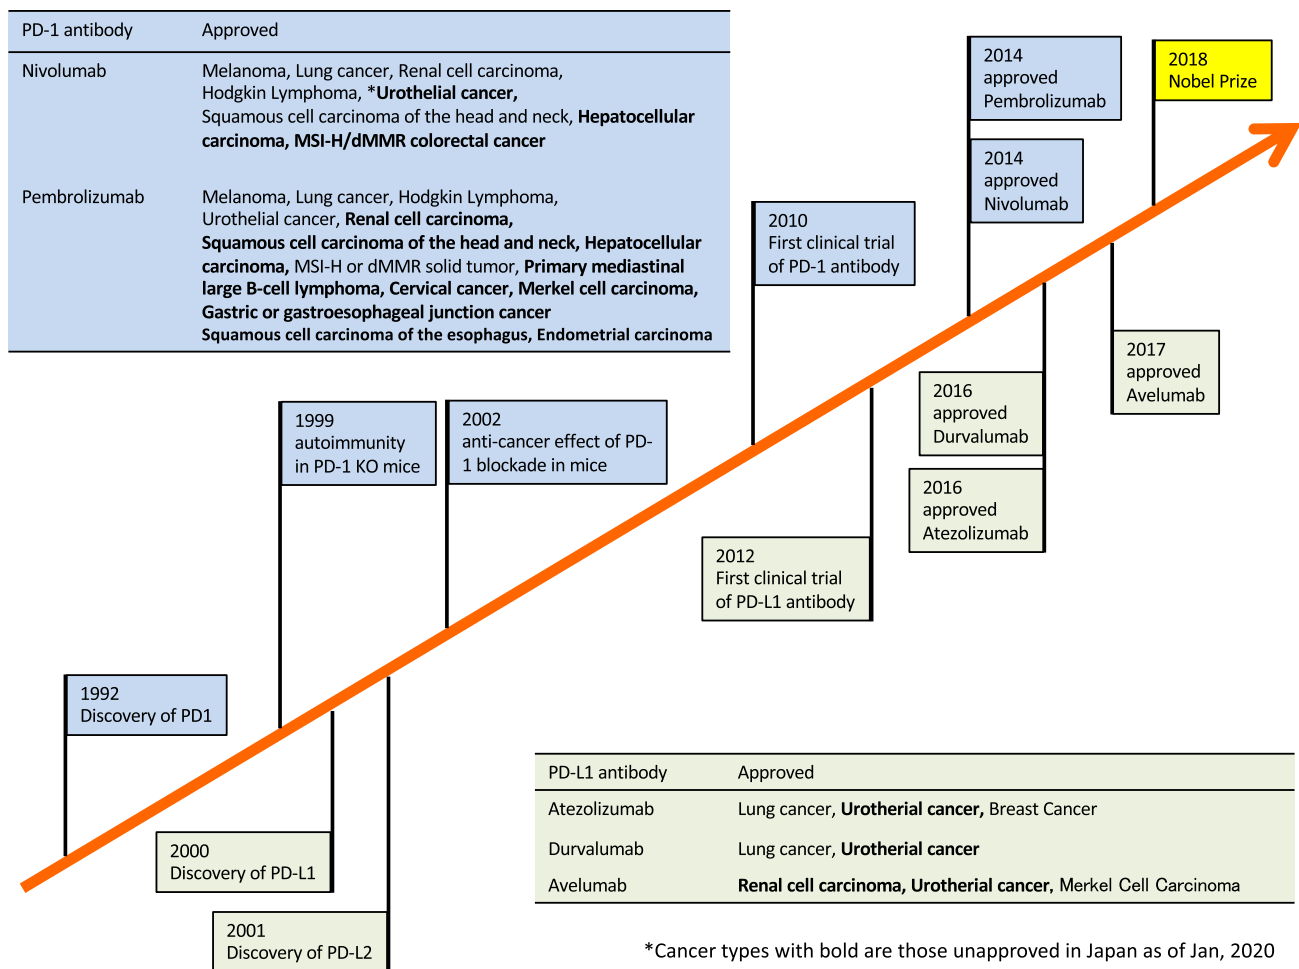 PD-1 antibody Approved
Nivolumab Melanoma, Lung cancer, Renal cell carcinoma,
Hodgkin Lymphoma, *Urothelial cancer,
Squamous cell carcinoma of the head and neck, Hepatocellular
carcinoma, MSI-H/dMMR colorectal cancer
Pembrolizumab Melanoma, Lung cancer, Hodgkin Lymphoma,
Urothelial cancer, Renal cell carcinoma,
Squamous cell carcinoma of the head and neck, Hepatocellular
carcinoma, MSI-H or dMMR solid tumor, Primary mediastinal
large B-cell lymphoma, Cervical cancer, Merkel cell carcinoma,
Gastric or gastroesophageal junction cancer
Squamous cell carcinoma of the esophagus, Endometrial carcinoma
1992
Discovery of PD1
1999
autoimmunity
in PD-1 KO mice
2000
Discovery of PD-L1
2001
Discovery of PD-L2
2002
anti-cancer effect of PD-
1 blockade in mice
2010
First clinical trial
of PD-1 antibody
2012
First clinical trial
of PD-L1 antibody
2014
approved
Pembrolizumab
2014
approved
Nivolumab
2016
approved
Durvalumab
2016
approved
Atezolizumab
2017
approved
Avelumab
2018
Nobel Prize
PD-L1 antibody Approved
Atezolizumab Lung cancer, Urotherial cancer, Breast Cancer
Durvalumab Lung cancer, Urotherial cancer
Avelumab Renal cell carcinoma, Urotherial cancer, Merkel Cell Carcinoma
*Cancer types with bold are those unapproved in Japan as of Jan, 2020